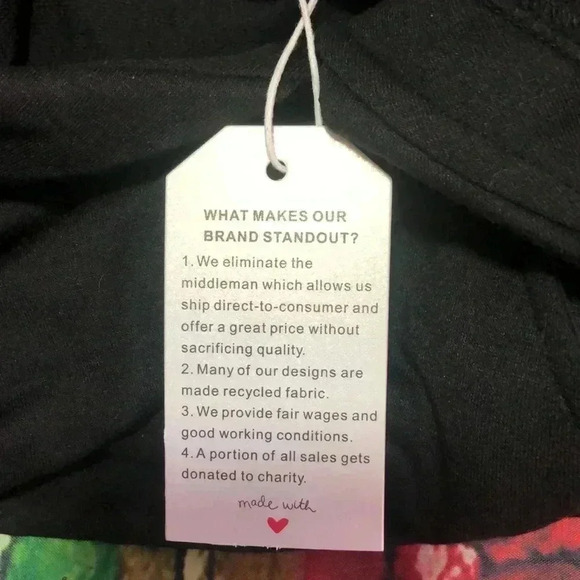 WHAT MAKES OUR
BRAND STANDOUT?
1. We eliminate the
middleman which allows us
ship direct-to-consumer and
offer a great price without
sacrificing quality.
2. Many of our designs are
made recycled fabric.
3. We provide fair wages and
good working conditions.
4. A portion of all sales gets
donated to charity.
made with